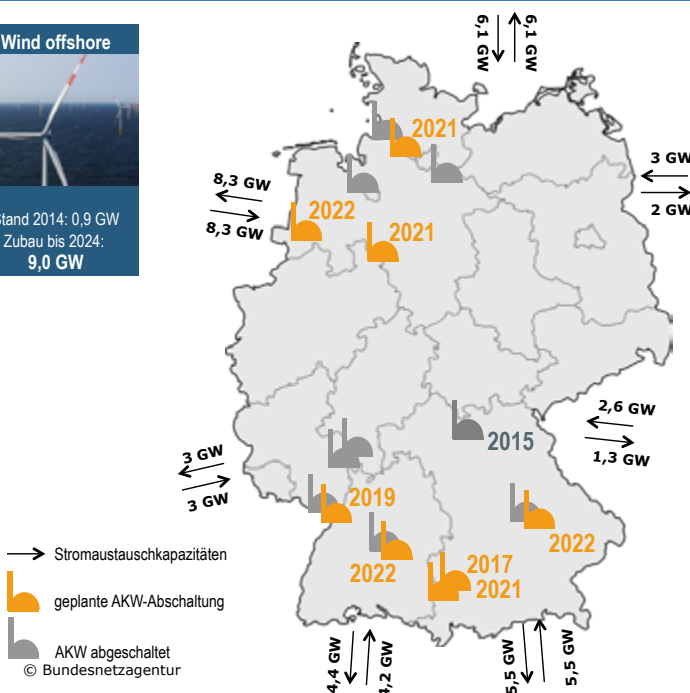 Wind offshore
Stand 2014: 0,9 GW
Zubau bis 2024:
9,0 GW
6,1 GW
6,1 GW
3 GW
2 GW
8,3 GW
8,3 GW
2021
2022
2021
2,6 GW
1,3 GW
2015
3 GW
3 GW
2019
2022
2022
2017
2021
4,4 GW
4,2 GW
5,5 GW
5,5 GW
Stromaustauschkapazitäten
geplante AKW-Abschaltung
AKW abgeschaltet
© Bundesnetzagentur